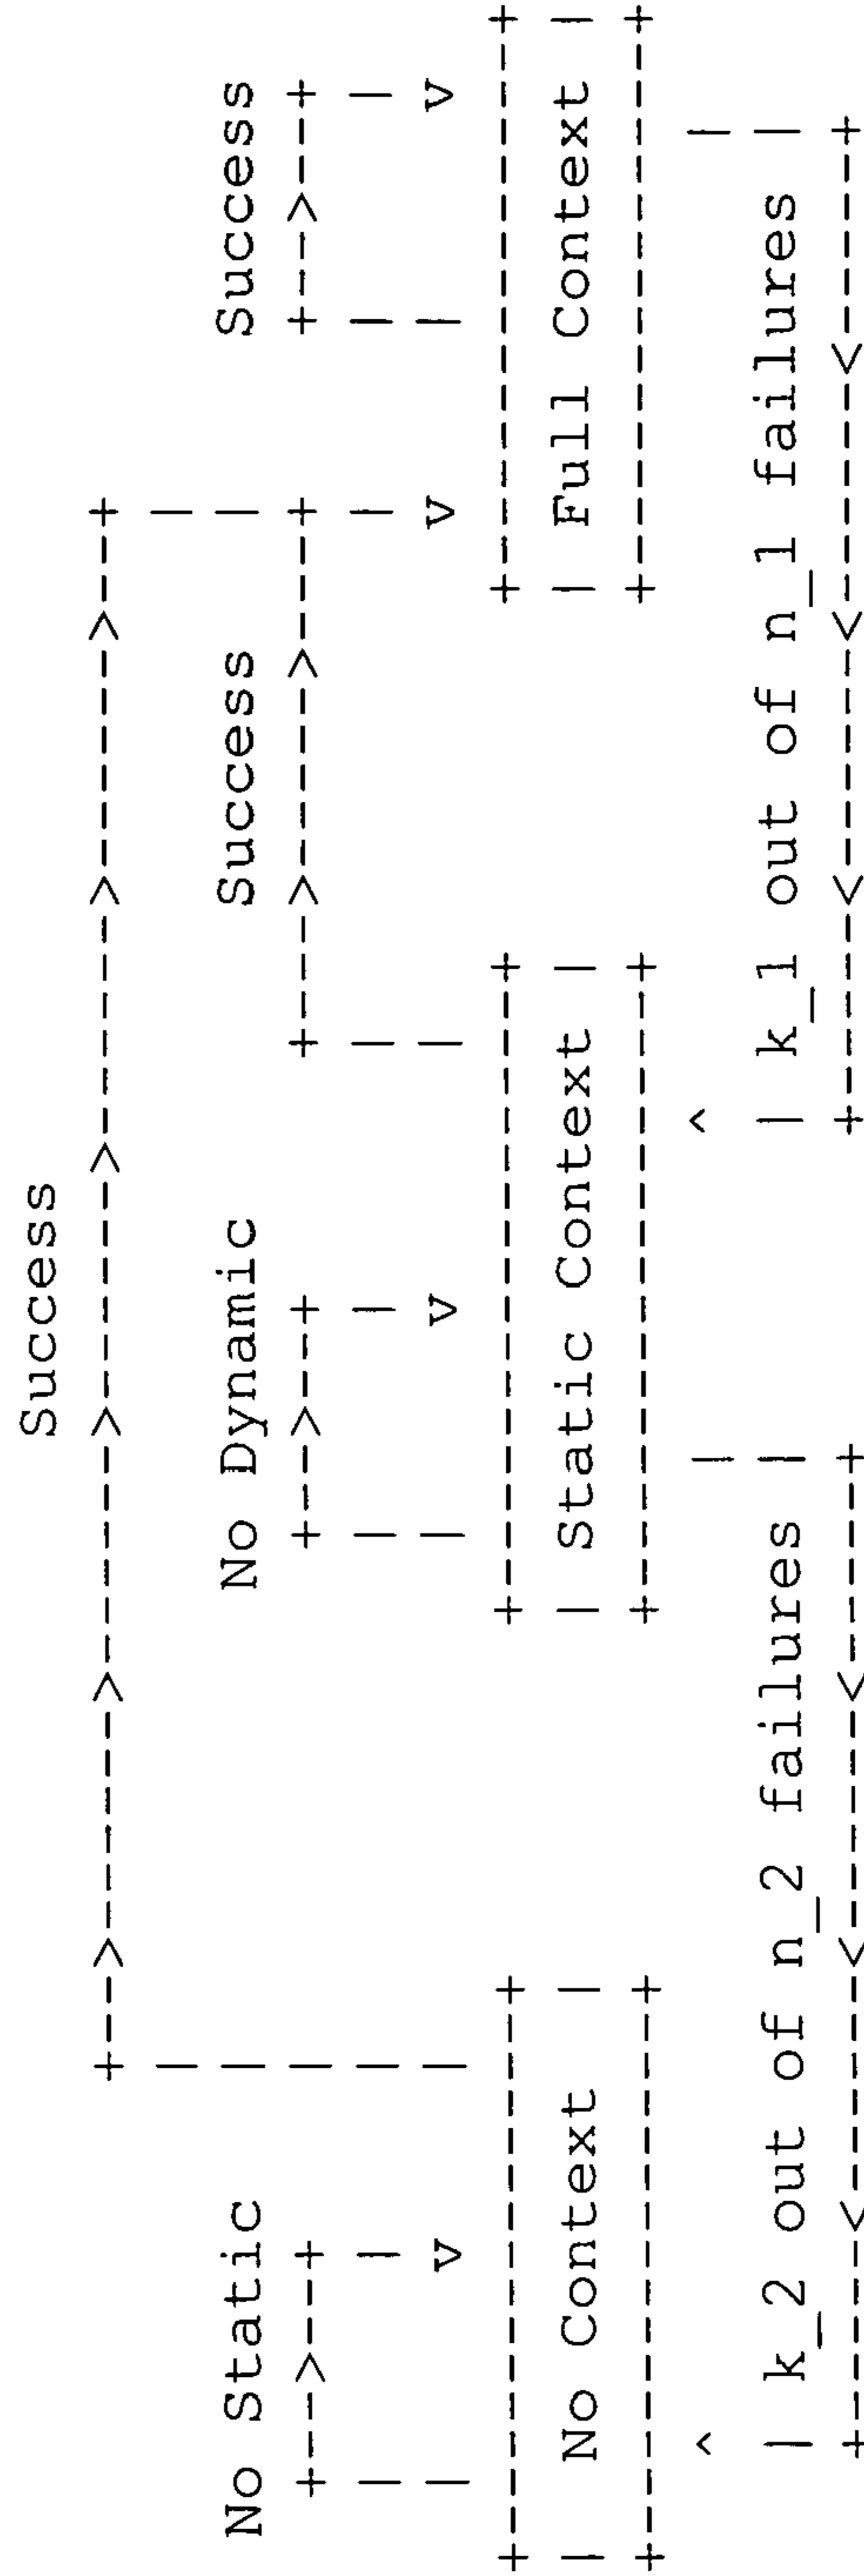 Success
+-->------>------>------>------>------>------>--+
No Static | No Dynamic Success | Success
+-->--+ | +-->--+ +-->------>--+ +-->--+
| | | | | | | | |
| v | | v | v | v
+--------------+ +----------------+ +--------------+
| No Context | | Static Context | | Full Context |
+--------------+ +----------------+ +--------------+
^ | ^ |
| k_2 out of n_2 failures | | k_1 out of n_1 failures |
+-----<------<------<-----+ +-----<------<------<-----+